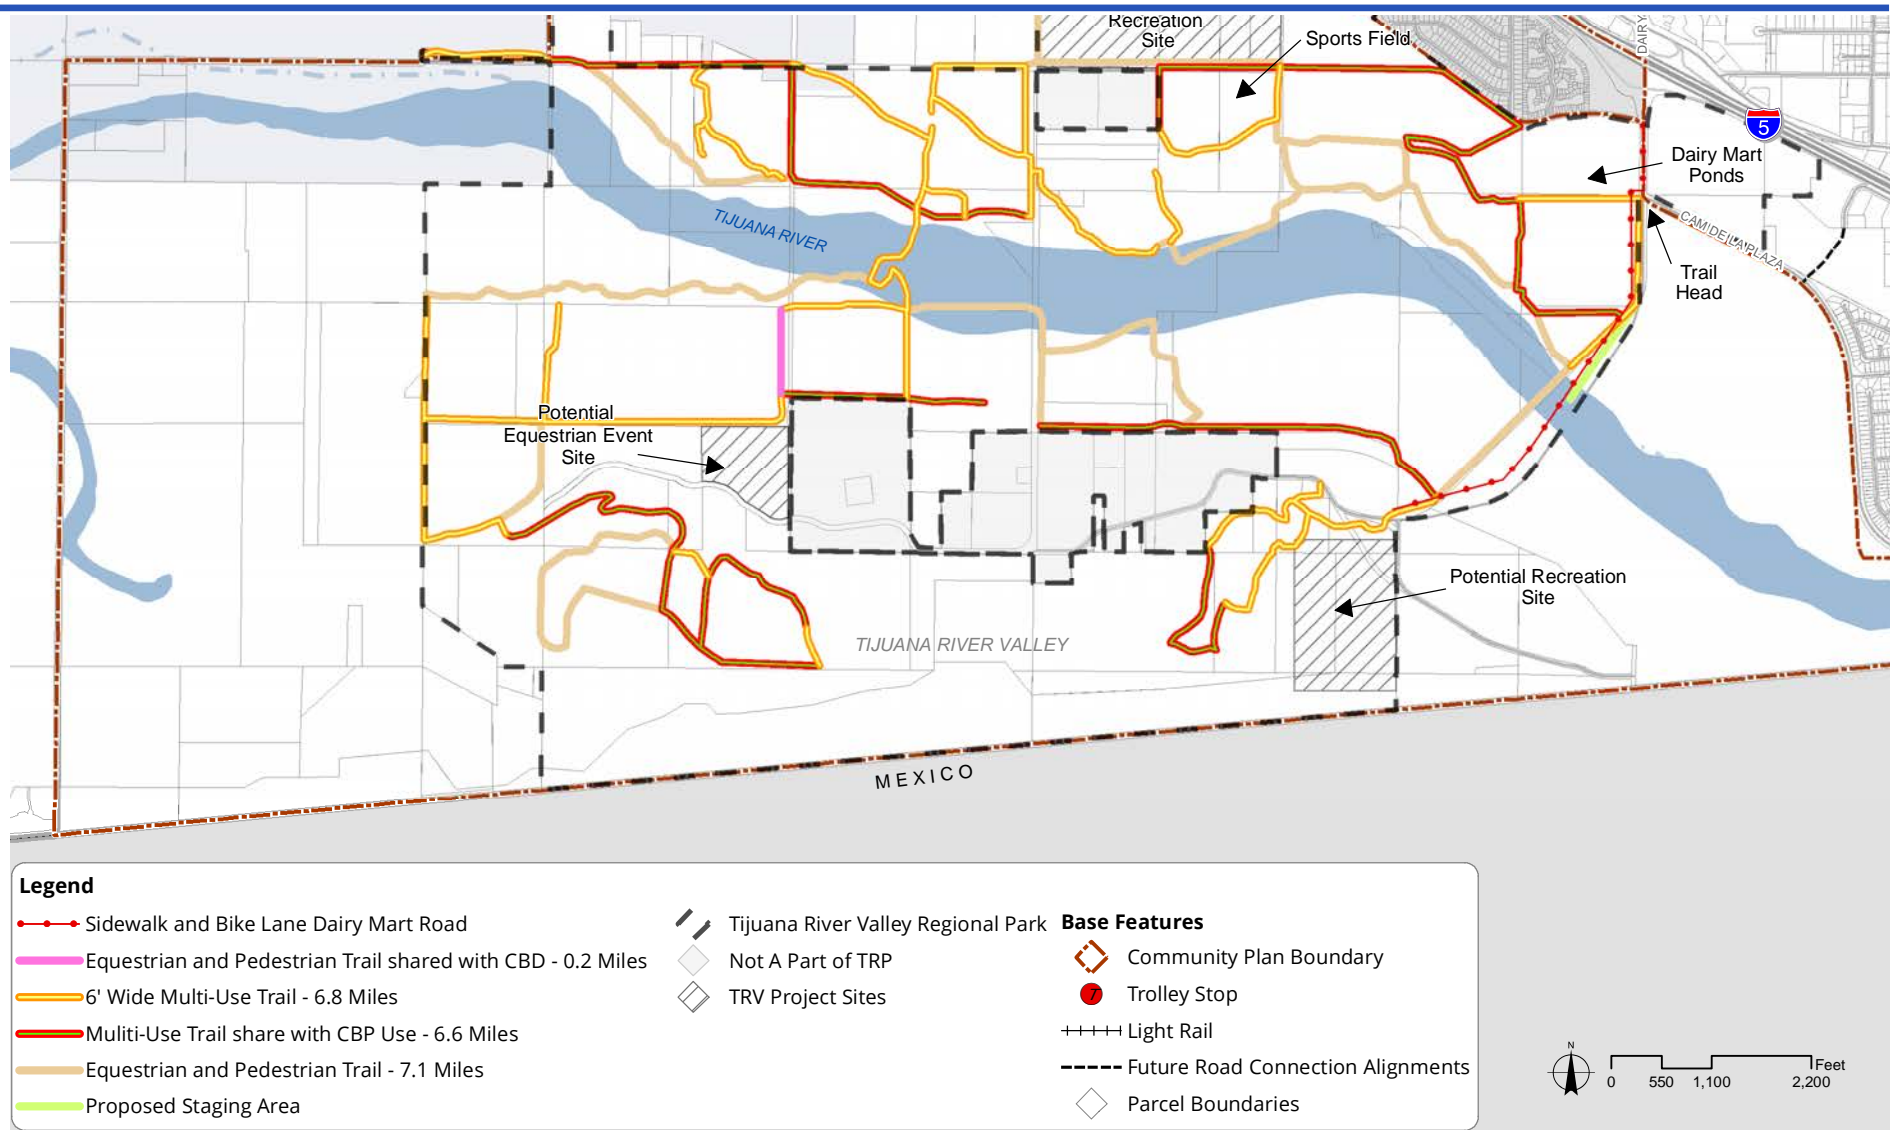 Recreation
Site
Sports Field
DAIRY
5
Dairy Mart
Ponds
CAM DE LA PLAZA
TIJUANA RIVER
Trail
Head
Potential
Equestrian Event
Site
Potential Recreation
Site
TIJUANA RIVER VALLEY
MEXICO
Legend
Sidewalk and Bike Lane Dairy Mart Road
Equestrian and Pedestrian Trail shared with CBD - 0.2 Miles
6' Wide Multi-Use Trail - 6.8 Miles
Muliti-Use Trail share with CBP Use - 6.6 Miles
Equestrian and Pedestrian Trail - 7.1 Miles
Proposed Staging Area
Tijuana River Valley Regional Park
Not A Part of TRP
TRV Project Sites
Base Features
Community Plan Boundary
T Trolley Stop
Light Rail
Future Road Connection Alignments
Parcel Boundaries
N
Feet
0 550 1,100 2,200